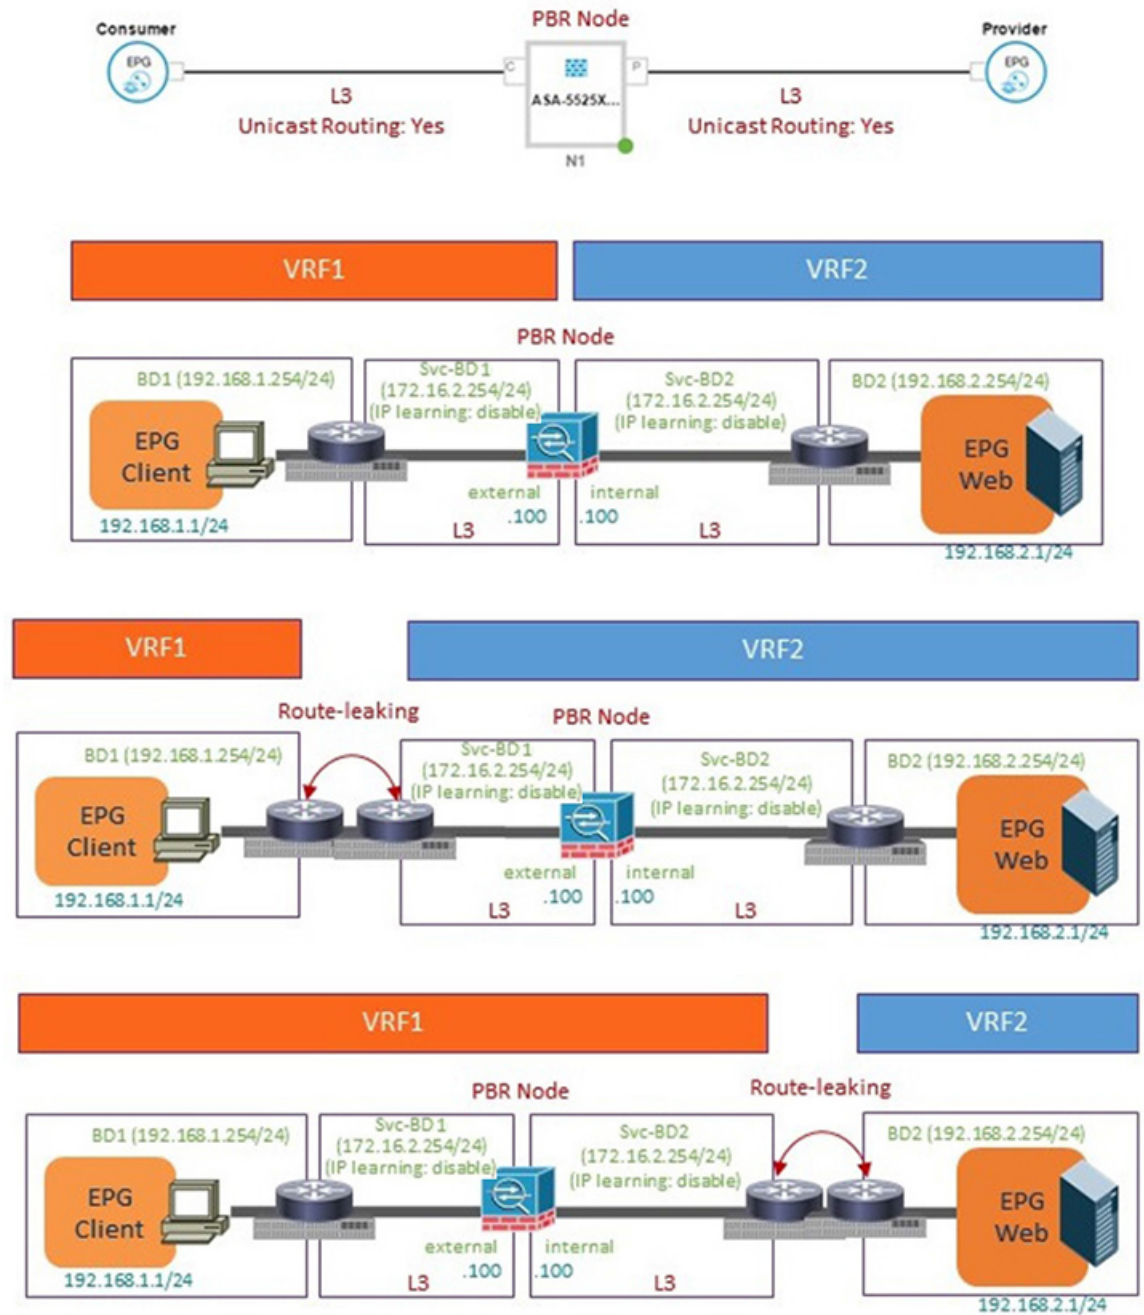 PBR Node
Consumer
Provider
EPG
C
P
EPG
ASA-5525X...
L3
L3
Unicast Routing: Yes
Unicast Routing: Yes
N1
VRF1
VRF2
PBR Node
BD1 (192.168.1.254/24)
Svc-BD1
(172.16.2.254/24)
(IP learning: disable)
Svc-BD2
(172.16.2.254/24)
(IP learning: disable)
BD2 (192.168.2.254/24)
EPG
Client
EPG
Web
external
internal
.100
.100
192.168.1.1/24
L3
L3
192.168.2.1/24
VRF1
VRF2
Route-leaking
PBR Node
BD1 (192.168.1.254/24)
Svc-BD1
(172.16.2.254/24)
(IP learning: disable)
Svc-BD2
(172.16.2.254/24)
(IP learning: disable)
BD2 (192.168.2.254/24)
EPG
Client
EPG
Web
external
internal
.100
.100
192.168.1.1/24
L3
L3
192.168.2.1/24
VRF1
VRF2
PBR Node
Route-leaking
BD1 (192.168.1.254/24)
Svc-BD1
(172.16.2.254/24)
(IP learning: disable)
Svc-BD2
(172.16.2.254/24)
(IP learning: disable)
BD2 (192.168.2.254/24)
EPG
Client
EPG
Web
external
internal
.100
.100
192.168.1.1/24
L3
L3
192.168.2.1/24